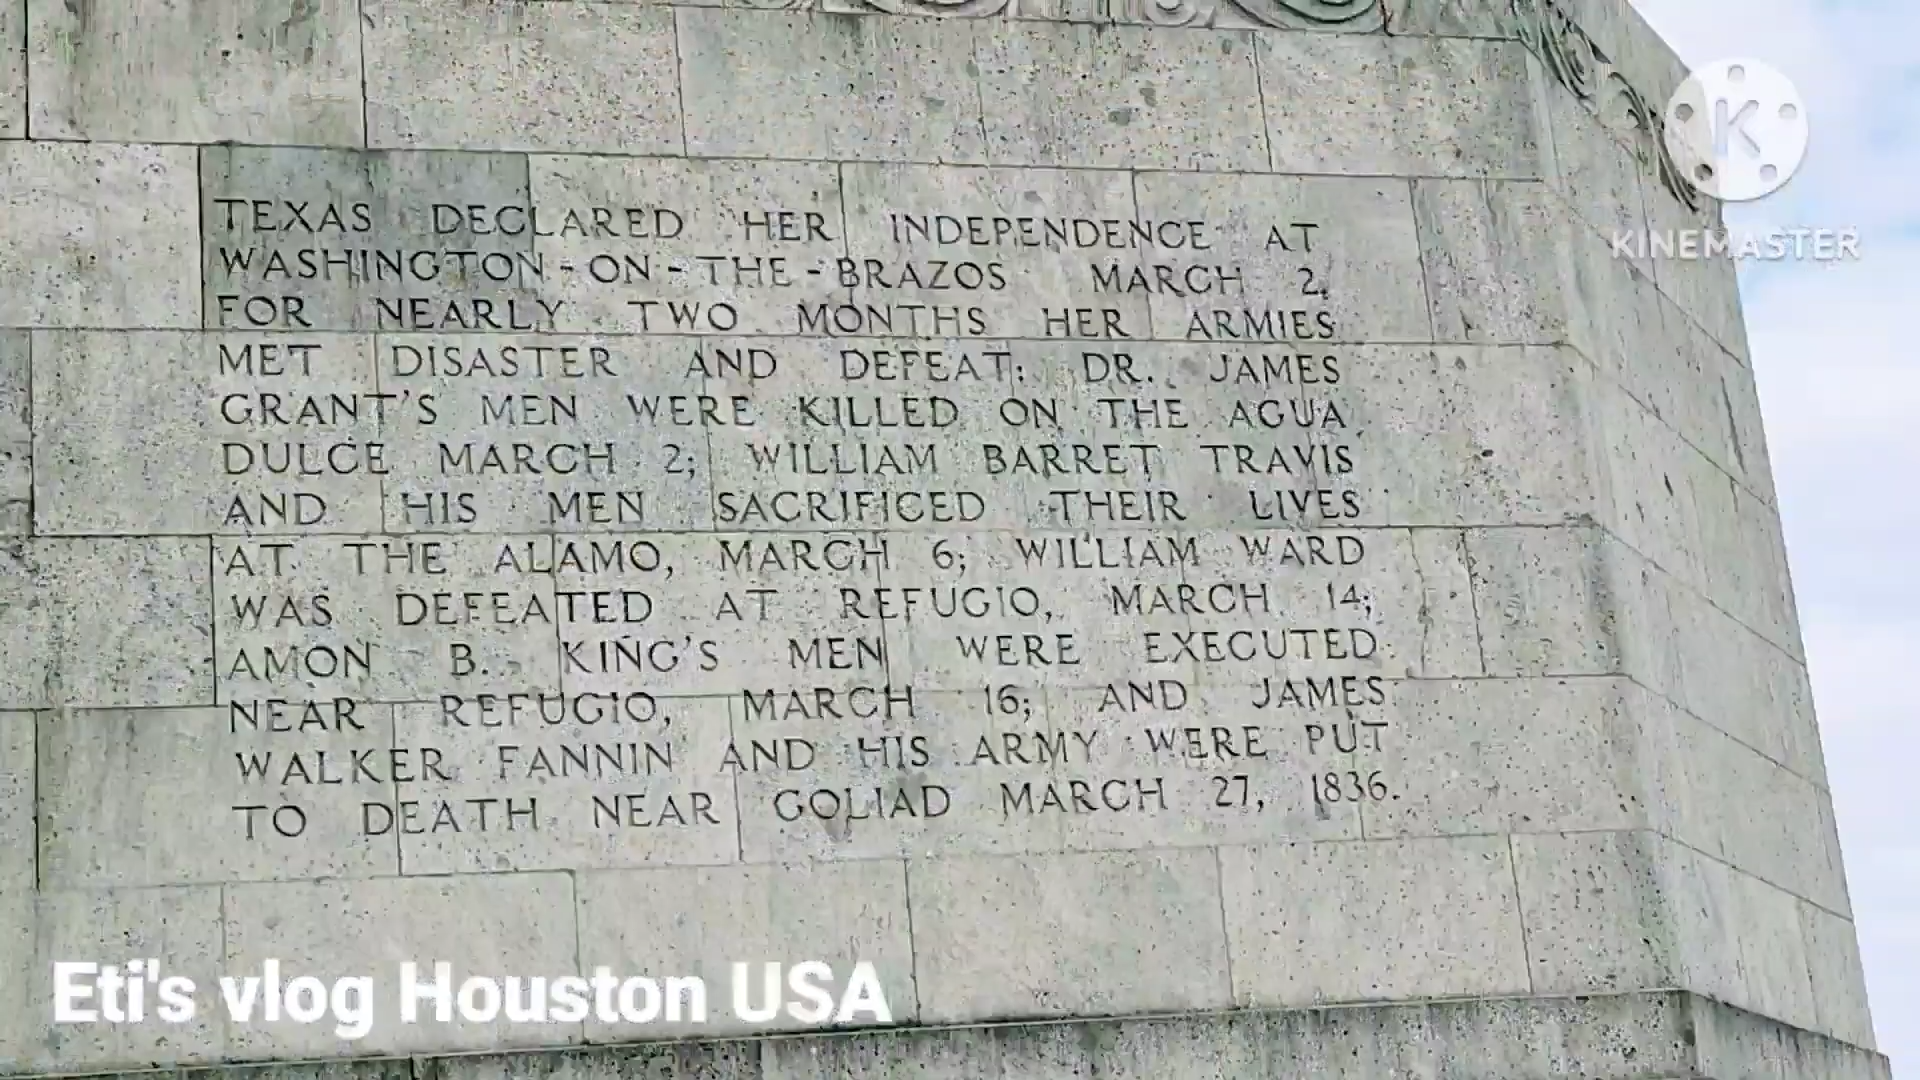 TEXAS DECLARED HER INDEPENDENCE AT
WASHINGTON-ON-THE-BRAZOS MARCH 2.
FOR NEARLY TWO MONTHS HER ARMIES
MET DISASTER AND DEFEAT: DR. JAMES
GRANT'S MEN WERE KILLED ON THE AGUA
DULCE MARCH 2; WILLIAM BARRET TRAVIS
AND HIS MEN SACRIFICED THEIR LIVES
AT THE ALAMO, MARCH 6; WILLIAM WARD
WAS DEFEATED AT REFUGIO, MARCH 14;
AMON B. KING'S MEN WERE EXECUTED
NEAR REFUGIO, MARCH 16; AND JAMES
WALKER FANNIN AND HIS ARMY WERE PUT
TO DEATH NEAR GOLIAD MARCH 27, 1836.
K
KINEMASTER
Eti's vlog Houston USA